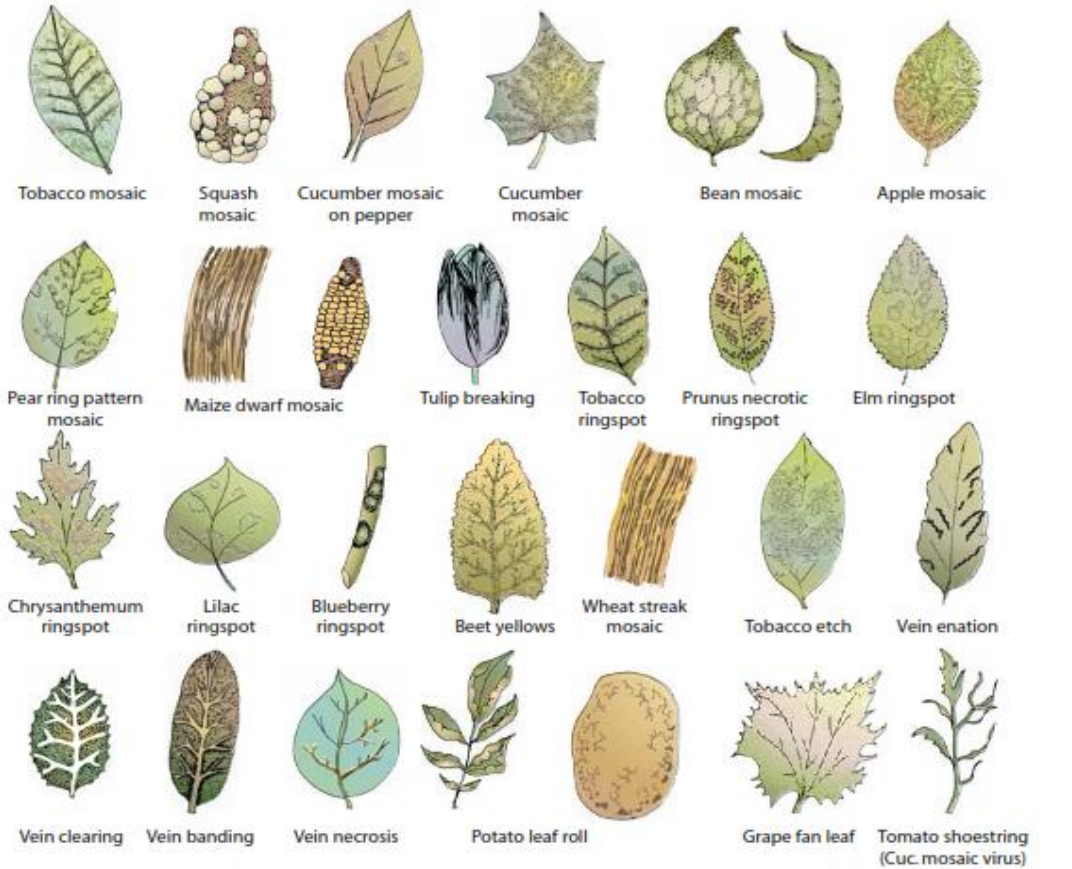 Tobacco mosaic
Squash
mosaic
Cucumber mosaic
on pepper
Cucumber
mosaic
Bean mosaic
Apple mosaic
Pear ring pattern
mosaic
Maize dwarf mosaic
Tulip breaking
Tobacco
ringspot
Prunus necrotic
ringspot
Elm ringspot
Chrysanthemum
ringspot
Lilac
ringspot
Blueberry
ringspot
Beet yellows
Wheat streak
mosaic
Tobacco etch
Vein enation
Vein clearing
Vein banding
Vein necrosis
Potato leaf roll
Grape fan leaf
Tomato shoestring
(Cuc. mosaic virus)